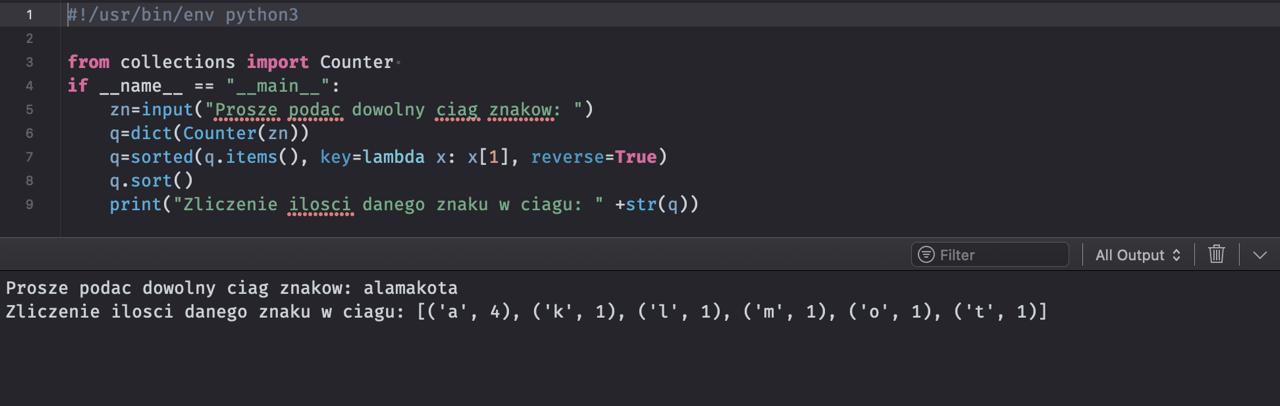 1 #!/usr/bin/env python3
2
3 from collections import Counter
4 if __name__ == "__main__":
5     zn=input("Prosze podac dowolny ciag znakow: ")
6     q=dict(Counter(zn))
7     q=sorted(q.items(), key=lambda x: x[1], reverse=True)
8     q.sort()
9     print("Zliczenie ilosci danego znaku w ciagu: " +str(q))
Filter All Output
Prosze podac dowolny ciag znakow: alamakota
Zliczenie ilosci danego znaku w ciagu: [('a', 4), ('k', 1), ('l', 1), ('m', 1), ('o', 1), ('t', 1)]